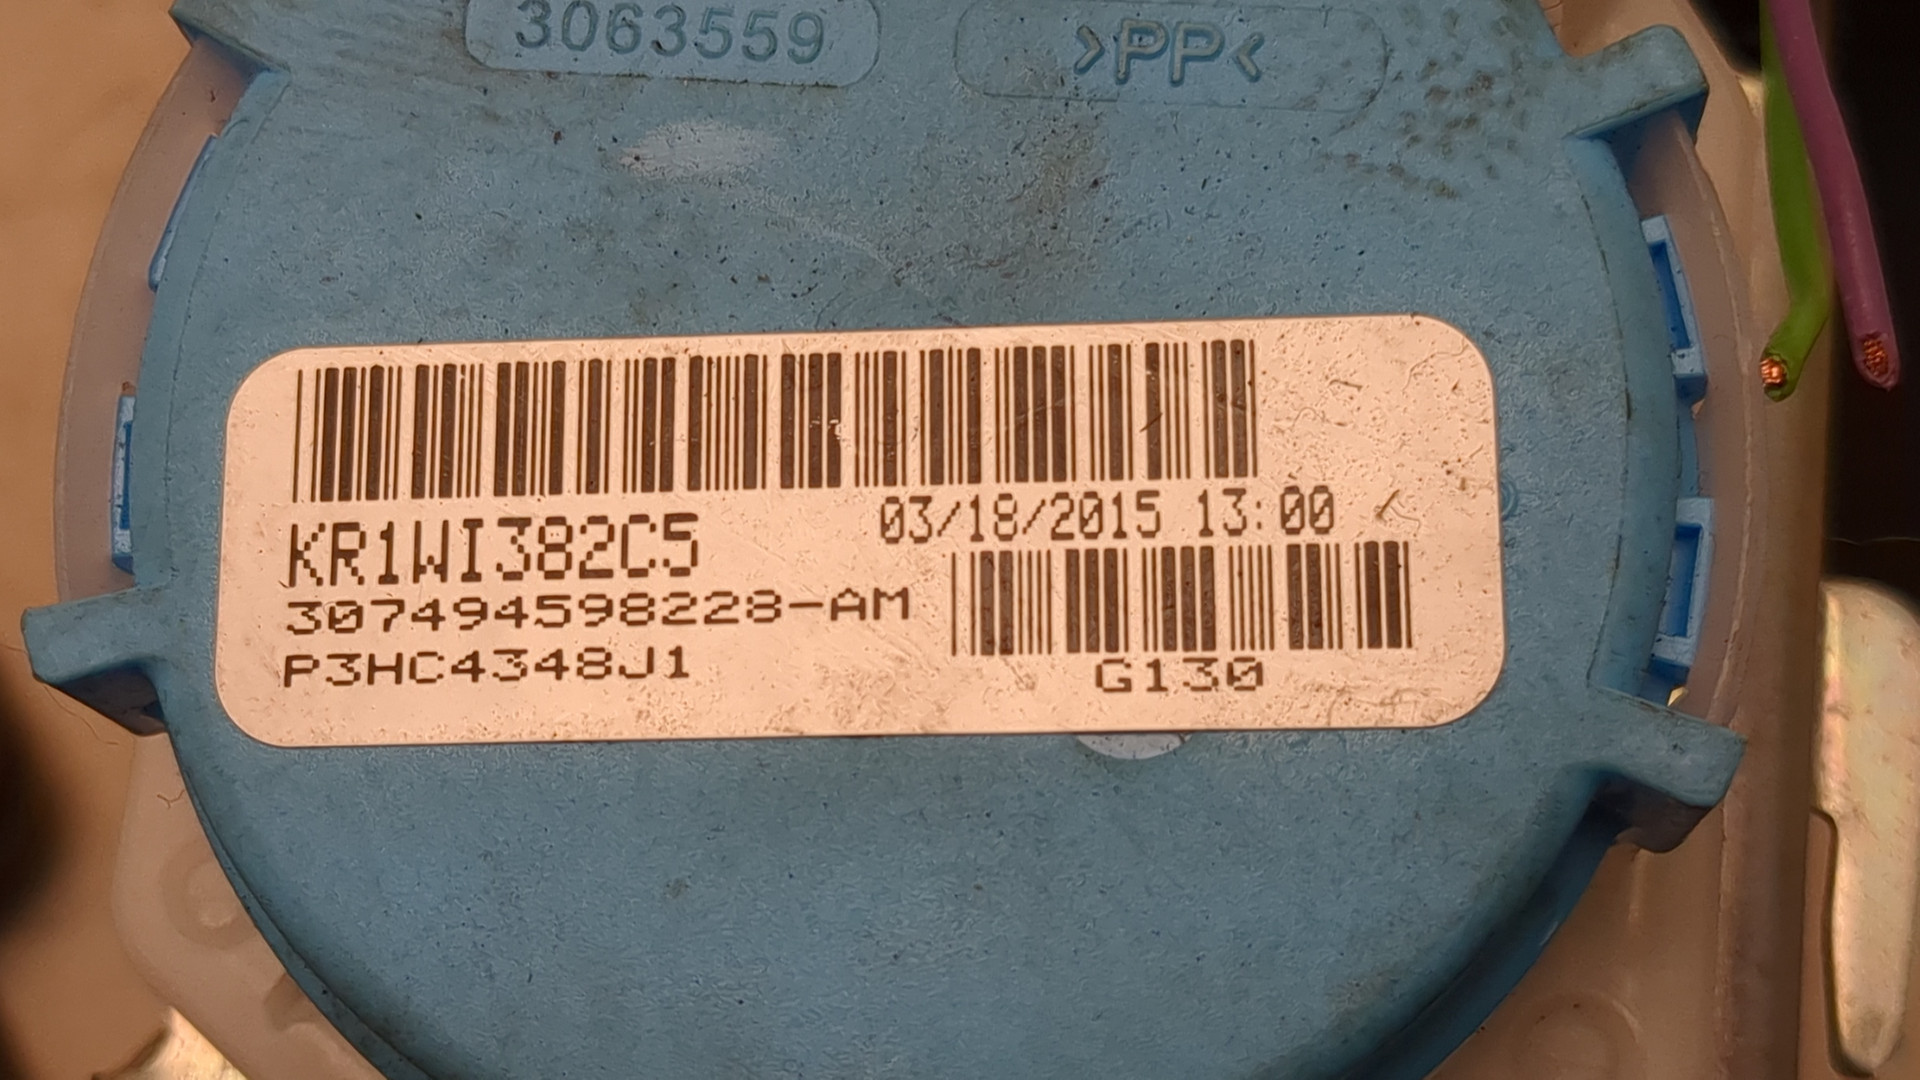 3063559
>PP<
03/18/2015 13:00
KR1WI382C5
307494598228-AM
P3HC4348J1
G130